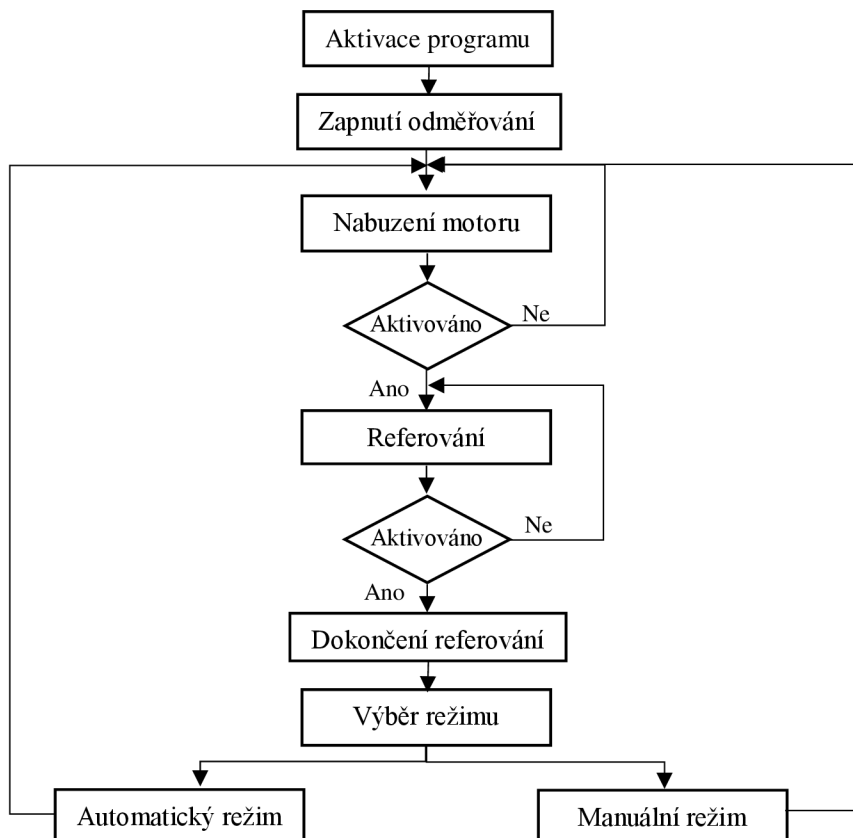 Aktivace programu
Zapnutí odměřování
Nabuzení motoru
Aktivováno
Ne
Ano
Referování
Aktivováno
Ne
Ano
Dokončení referování
Výběr režimu
Automatický režim
Manuální režim